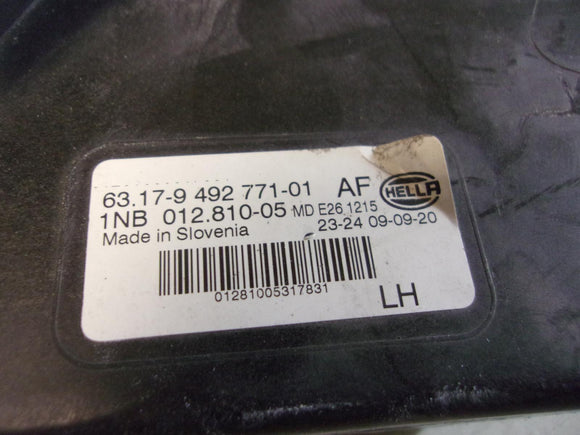 63.17-9 492 771-01 AF HELLA
1NB 012.810-05 MD E26.1215
Made in Slovenia 23-24 09-09-20
01281005317831
LH